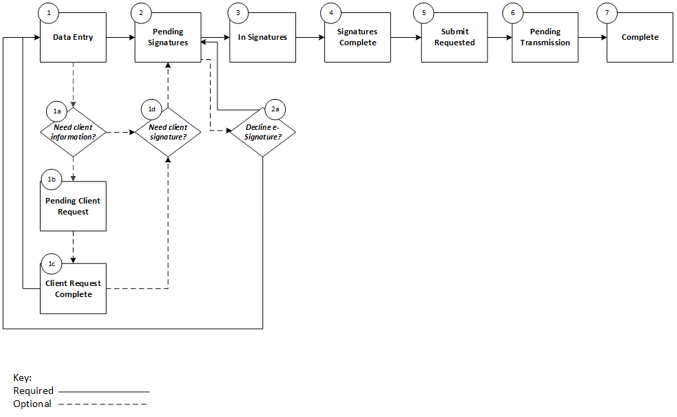 1
Data Entry
2
Pending
Signatures
3
In Signatures
4
Signatures
Complete
5
Submit
Requested
6
Pending
Transmission
7
Complete
1a
Need client
information?
1d
Need client
signature?
2a
Decline e-
Signature?
1b
Pending Client
Request
1c
Client Request
Complete
Key:
Required
Optional